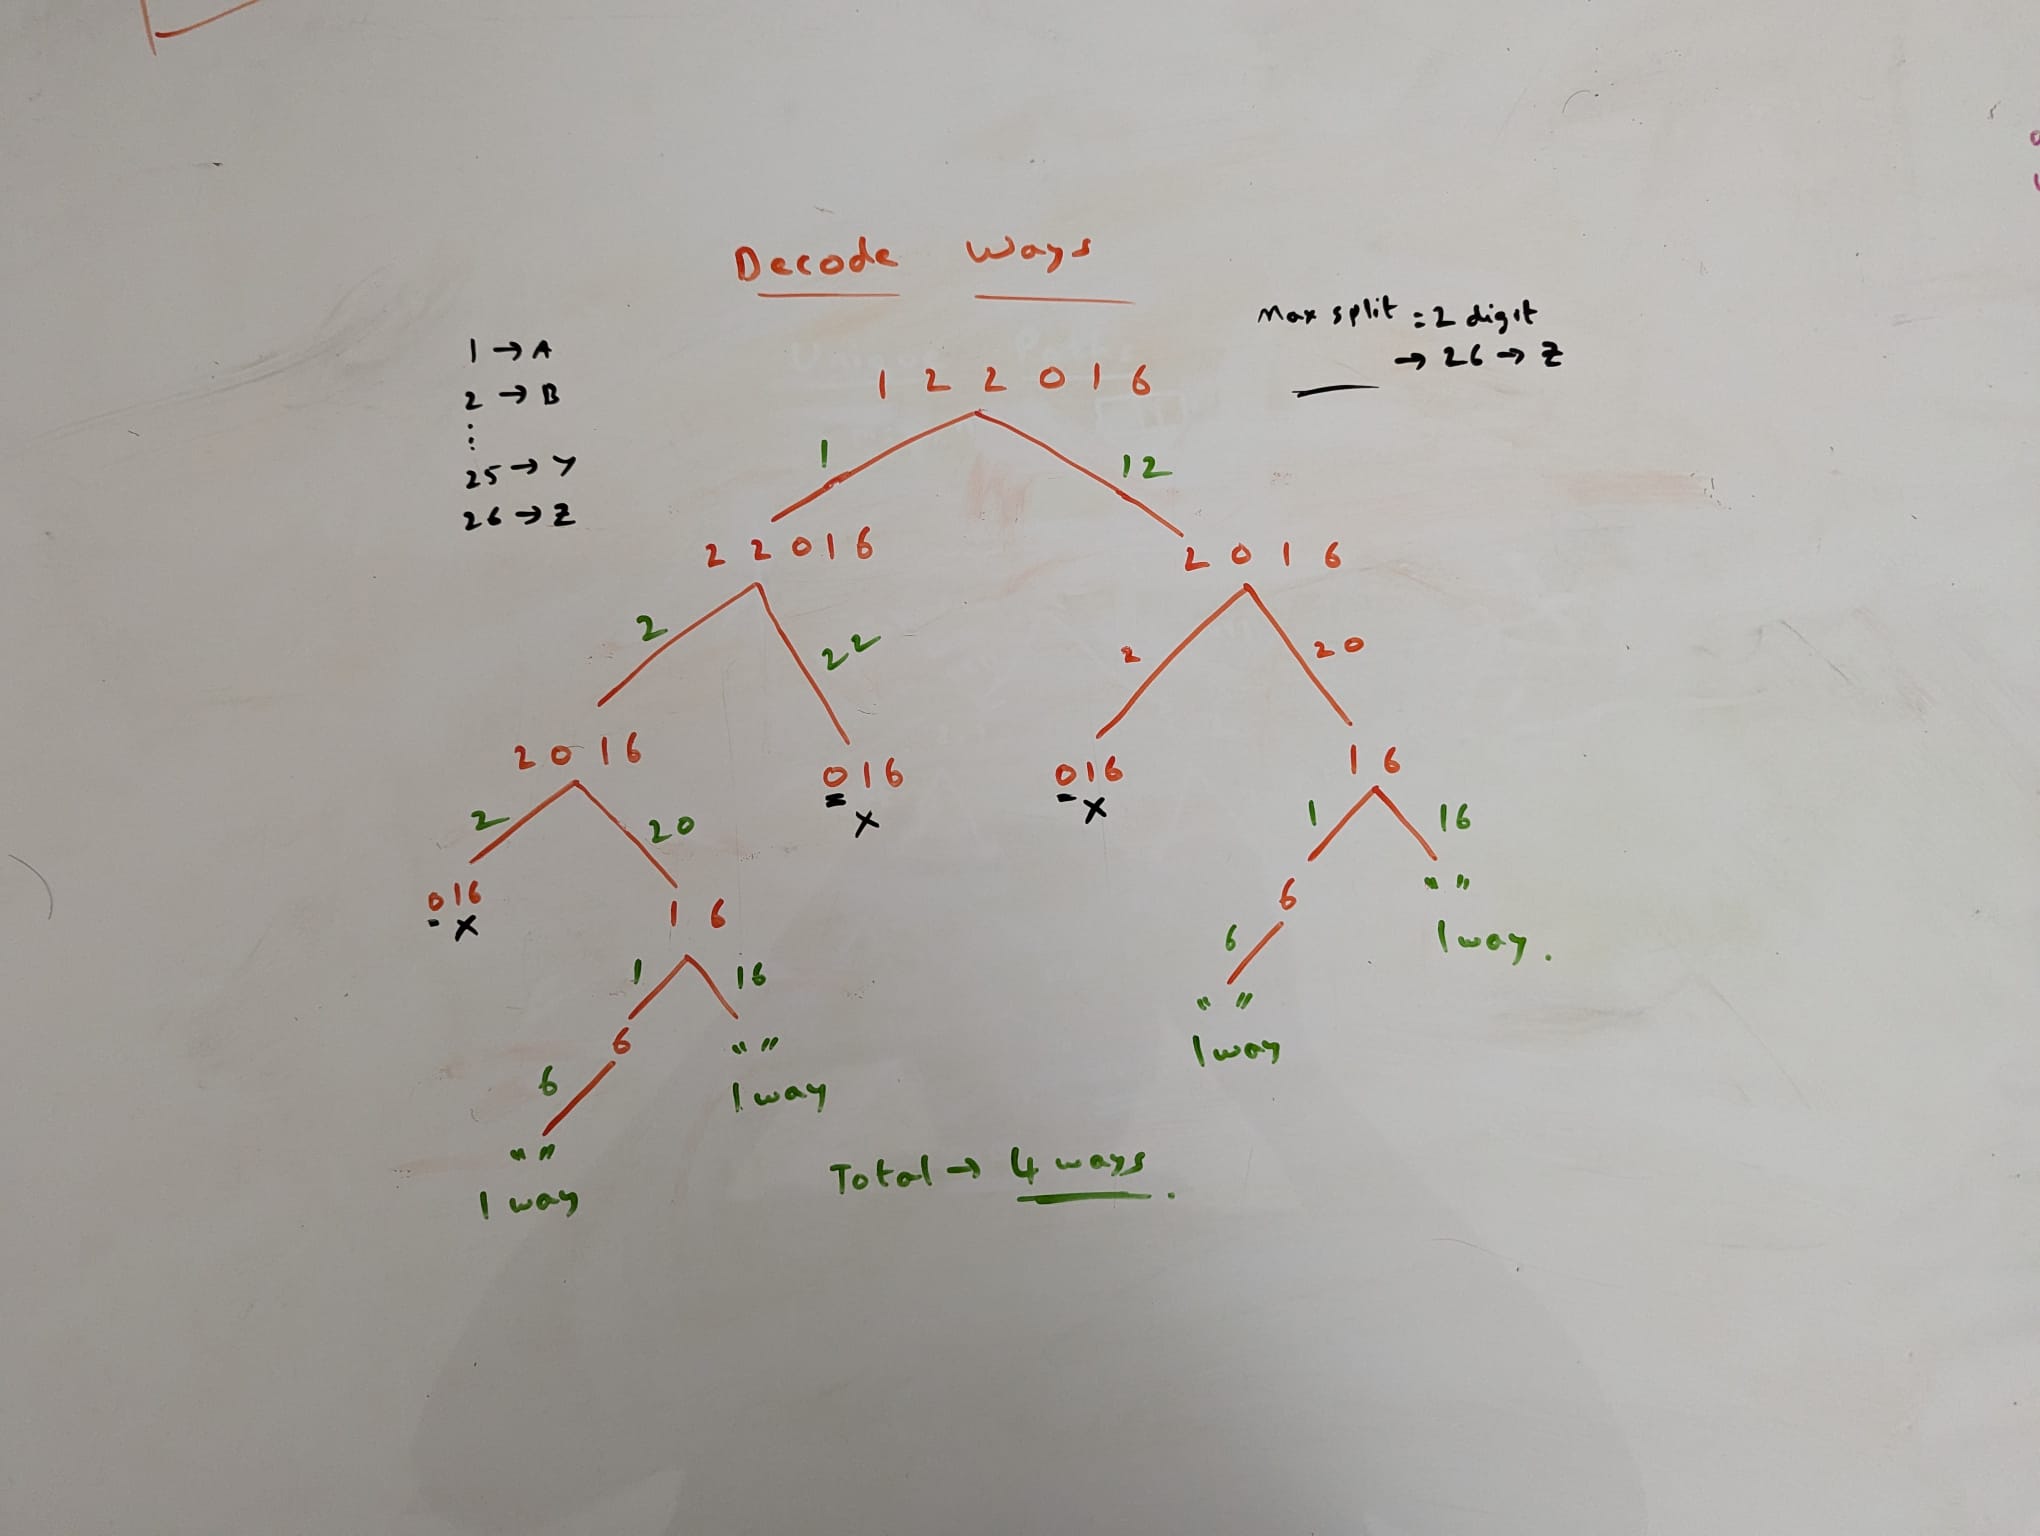 Decode Ways
Max split = 2 digit
→ 26 → Z
1 → A
2 → B
⋮
25 → Y
26 → Z
1 2 2 0 1 6
1
12
2 2 0 1 6
2 0 1 6
2
22
2
20
2 0 1 6
0 1 6
x
0 1 6
x
1 6
2
20
1
16
0 1 6
x
1 6
6
" "
1 way.
1
16
6
" "
1 way
6
" "
1 way
6
" "
1 way
Total → 4 ways.